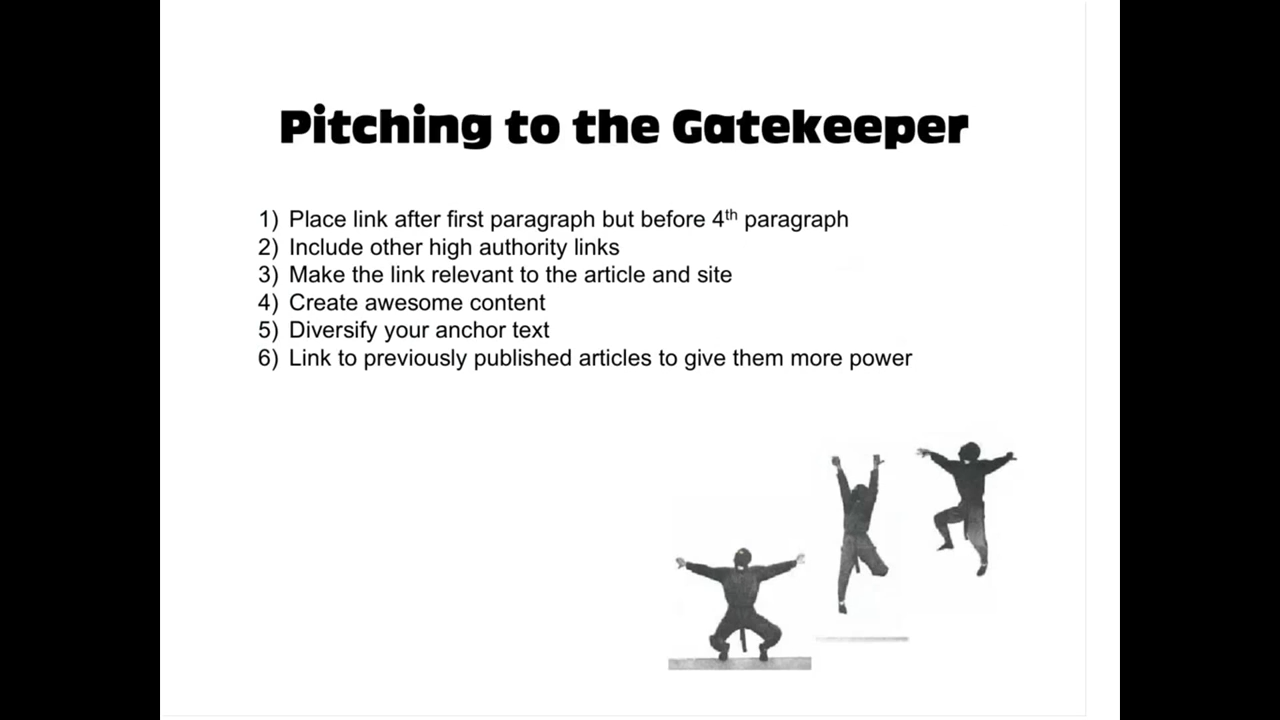 Pitching to the Gatekeeper
1) Place link after first paragraph but before 4th paragraph
2) Include other high authority links
3) Make the link relevant to the article and site
4) Create awesome content
5) Diversify your anchor text
6) Link to previously published articles to give them more power